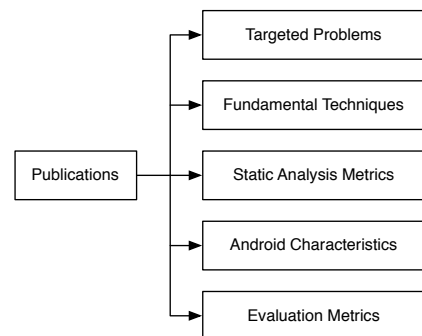 Targeted Problems
Fundamental Techniques
Publications
Static Analysis Metrics
Android Characteristics
Evaluation Metrics